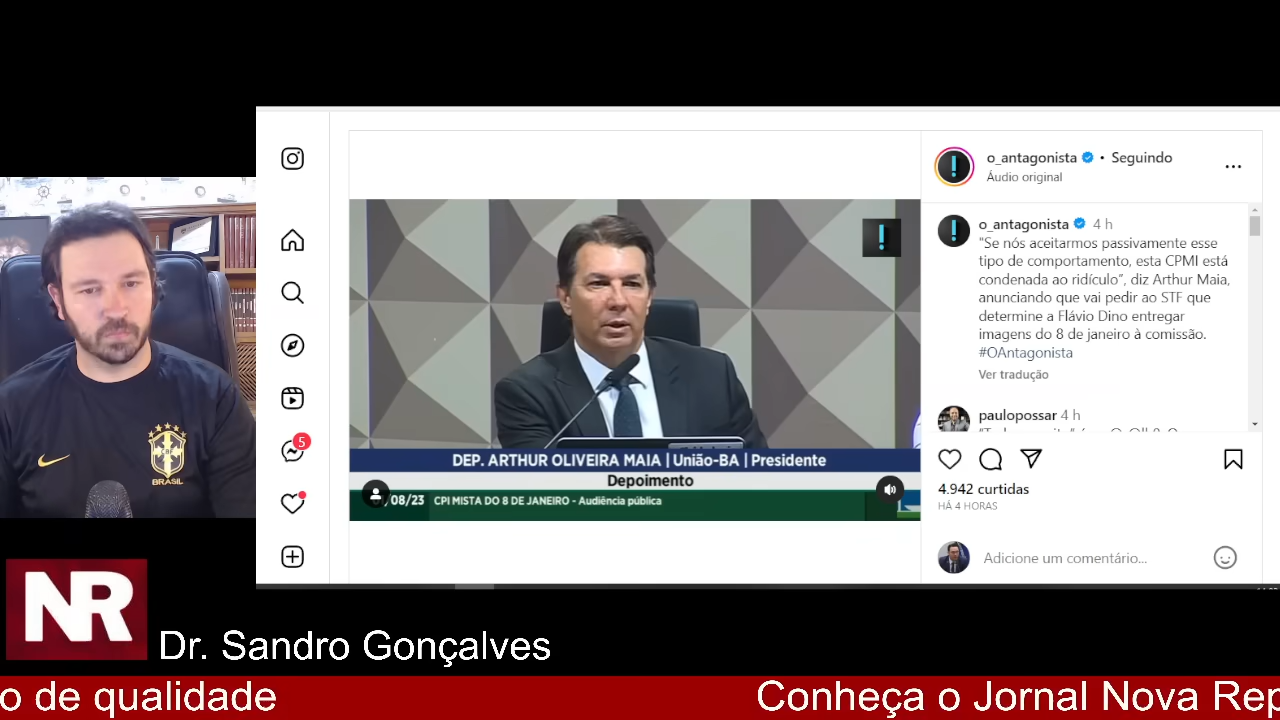 o_antagonista • Seguindo
Áudio original
o_antagonista 4 h
“Se nós aceitarmos passivamente esse
tipo de comportamento, esta CPMI está
condenada ao ridículo”, diz Arthur Maia,
anunciando que vai pedir ao STF que
determine a Flávio Dino entregar
imagens do 8 de janeiro à comissão.
#OAntagonista
Ver tradução
paulopossar 4 h
4.942 curtidas
HÁ 4 HORAS
Adicione um comentário...
5
DEP. ARTHUR OLIVEIRA MAIA | União-BA | Presidente
Depoimento
/08/23 CPI MISTA DO 8 DE JANEIRO - Audiência pública
CBF
BRASIL
NR
Dr. Sandro Gonçalves
o de qualidade Conheça o Jornal Nova Rep